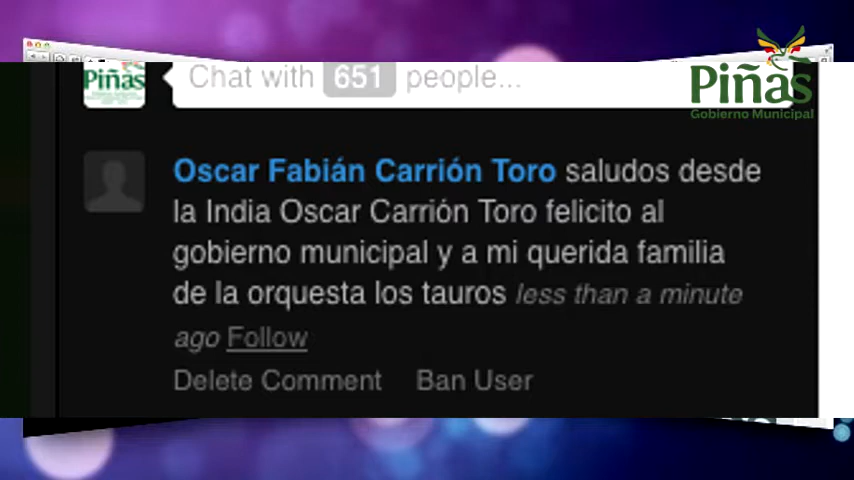 Piñas
Gobierno Municipal
Piñas
Chat with 651 people...
Oscar Fabián Carrión Toro saludos desde
la India Oscar Carrión Toro felicito al
gobierno municipal y a mi querida familia
de la orquesta los tauros less than a minute
ago Follow
Delete Comment Ban User